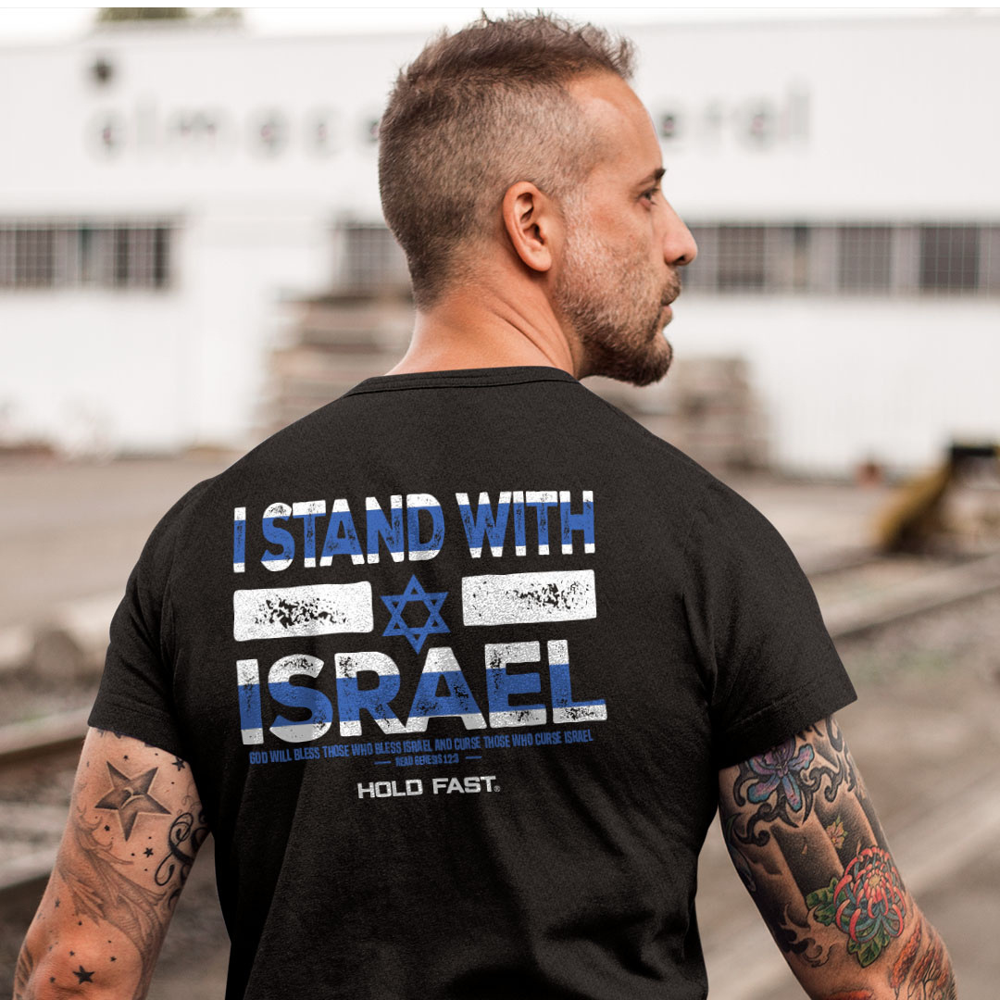 I STAND WITH
ISRAEL
GOD WILL BLESS THOSE WHO BLESS ISRAEL AND CURSE THOSE WHO CURSE ISRAEL
READ GENESIS 12:3
HOLD FAST®